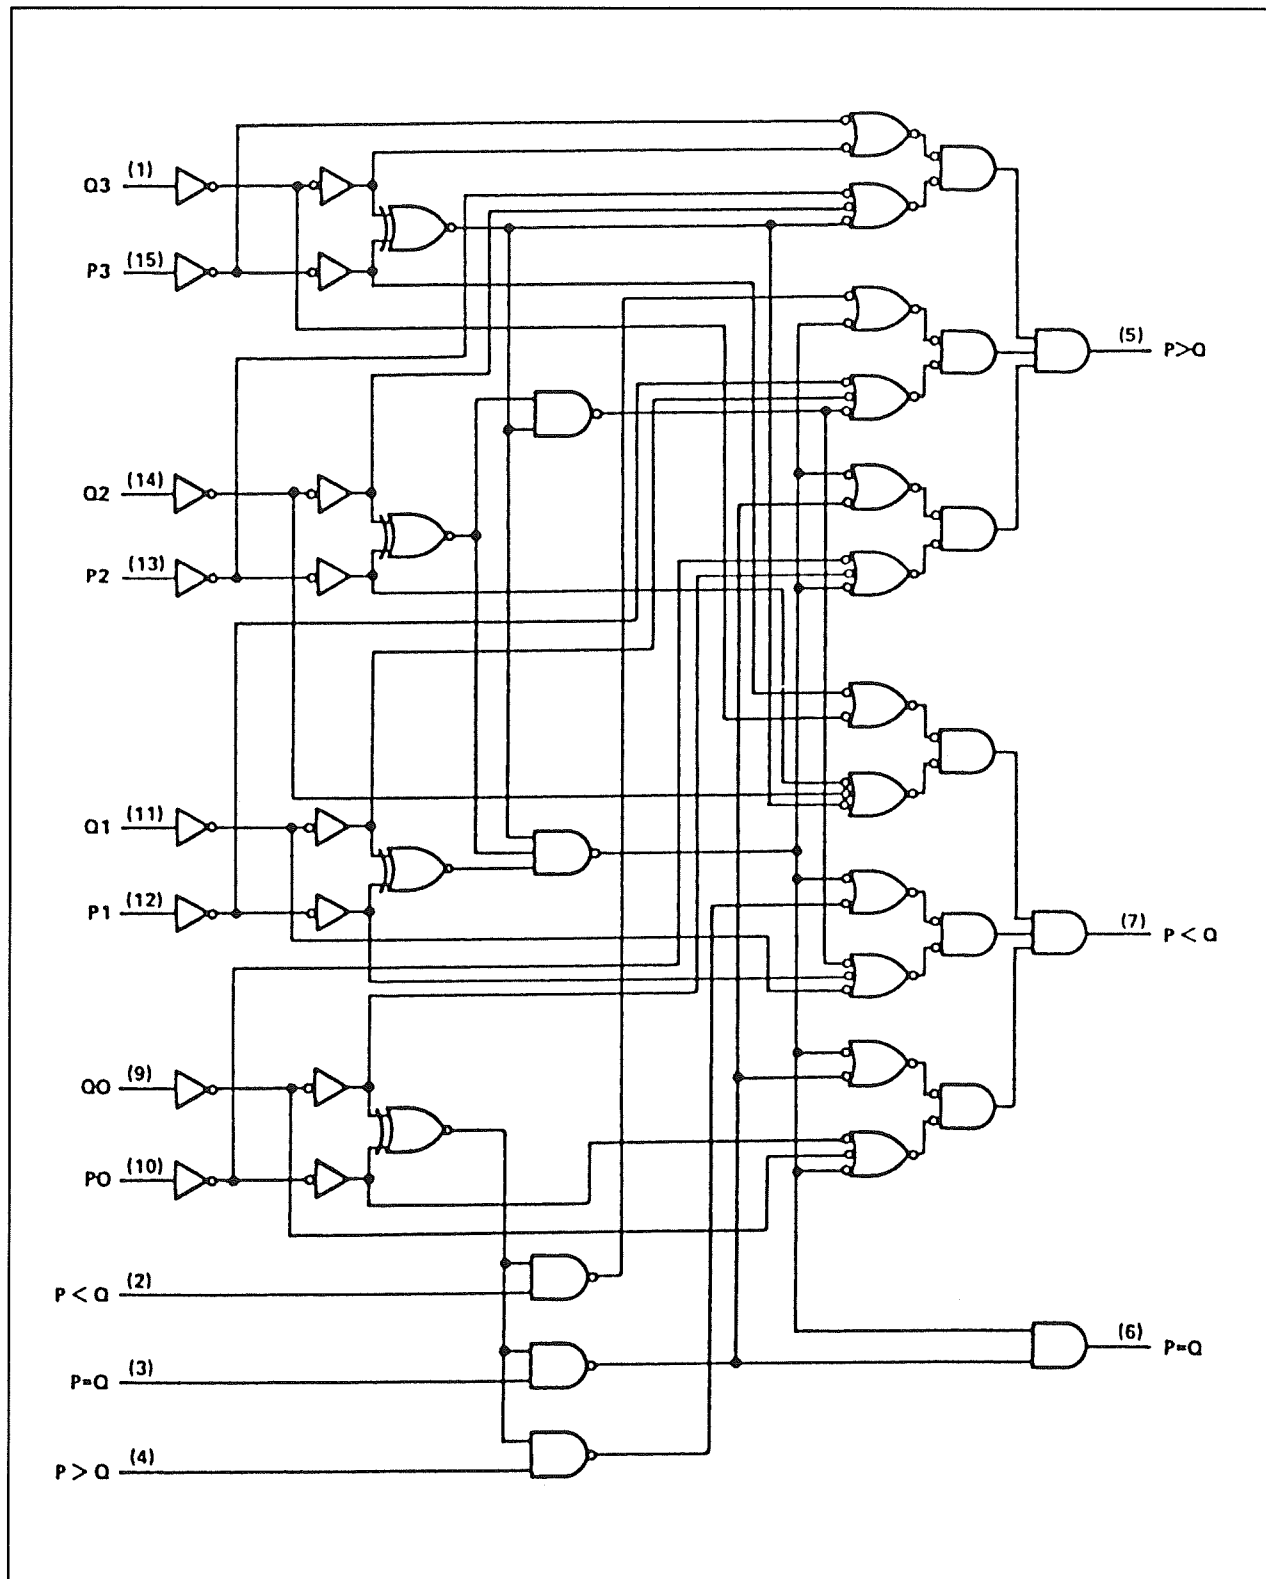 Q3 (1)
P3 (15)
(5) P>Q
Q2 (14)
P2 (13)
Q1 (11)
P1 (12)
(7) P < Q
Q0 (9)
P0 (10)
P < Q (2)
(6) P=Q
P=Q (3)
P > Q (4)